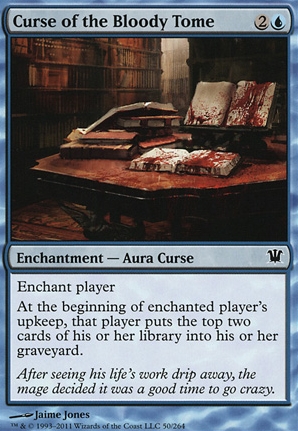 Curse of the Bloody Tome 2
Enchantment — Aura Curse
Enchant player
At the beginning of enchanted player's
upkeep, that player puts the top two
cards of his or her library into his or her
graveyard.
After seeing his life's work drip away, the
mage decided it was a good time to go crazy.
Jaime Jones
™ & © 1993–2011 Wizards of the Coast LLC 50/264